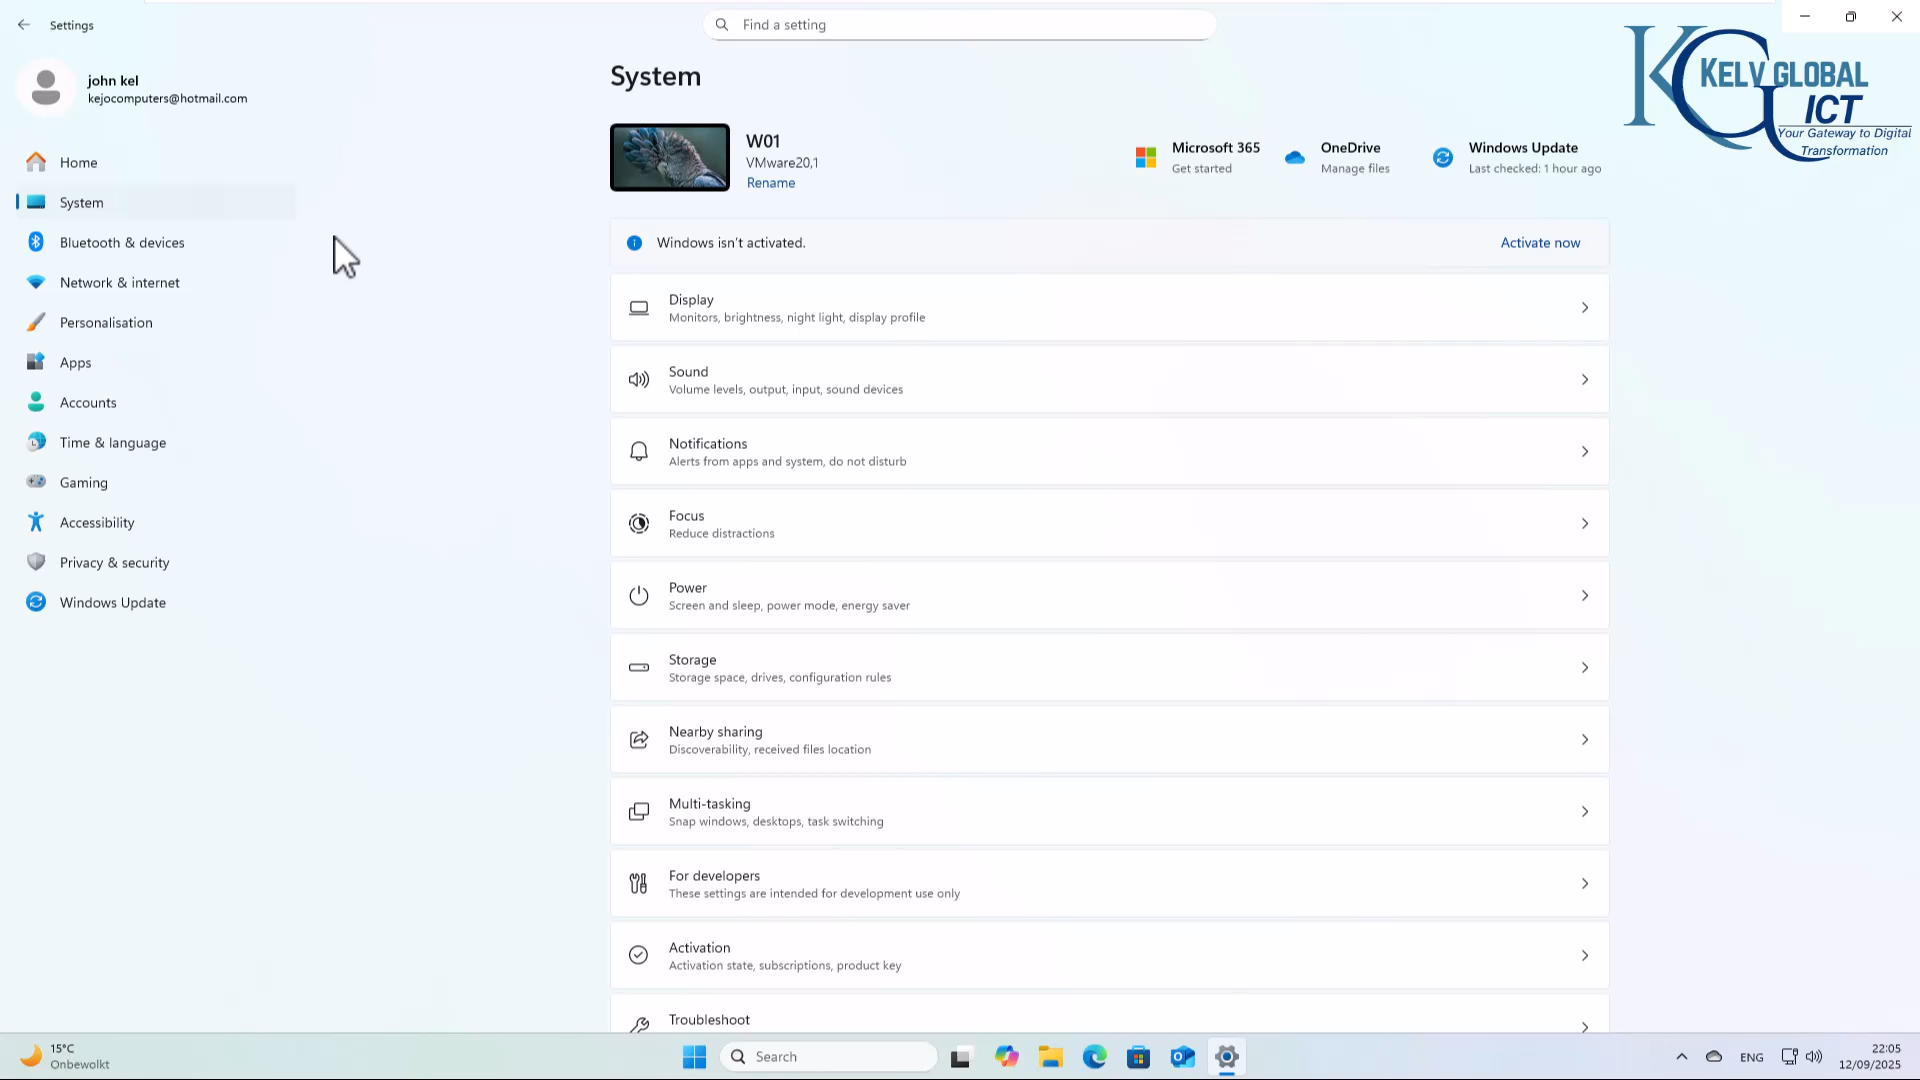 Settings
Find a setting
KELV GLOBAL
ICT
Your Gateway to Digital
Transformation
john kel
kejocomputers@hotmail.com
Home
System
Bluetooth & devices
Network & internet
Personalisation
Apps
Accounts
Time & language
Gaming
Accessibility
Privacy & security
Windows Update
System
W01
VMware20,1
Rename
Microsoft 365
Get started
OneDrive
Manage files
Windows Update
Last checked: 1 hour ago
Windows isn't activated.
Activate now
Display
Monitors, brightness, night light, display profile
Sound
Volume levels, output, input, sound devices
Notifications
Alerts from apps and system, do not disturb
Focus
Reduce distractions
Power
Screen and sleep, power mode, energy saver
Storage
Storage space, drives, configuration rules
Nearby sharing
Discoverability, received files location
Multi-tasking
Snap windows, desktops, task switching
For developers
These settings are intended for development use only
Activation
Activation state, subscriptions, product key
Troubleshoot
15°C
Onbewolkt
Search
ENG
22:05
12/09/2025